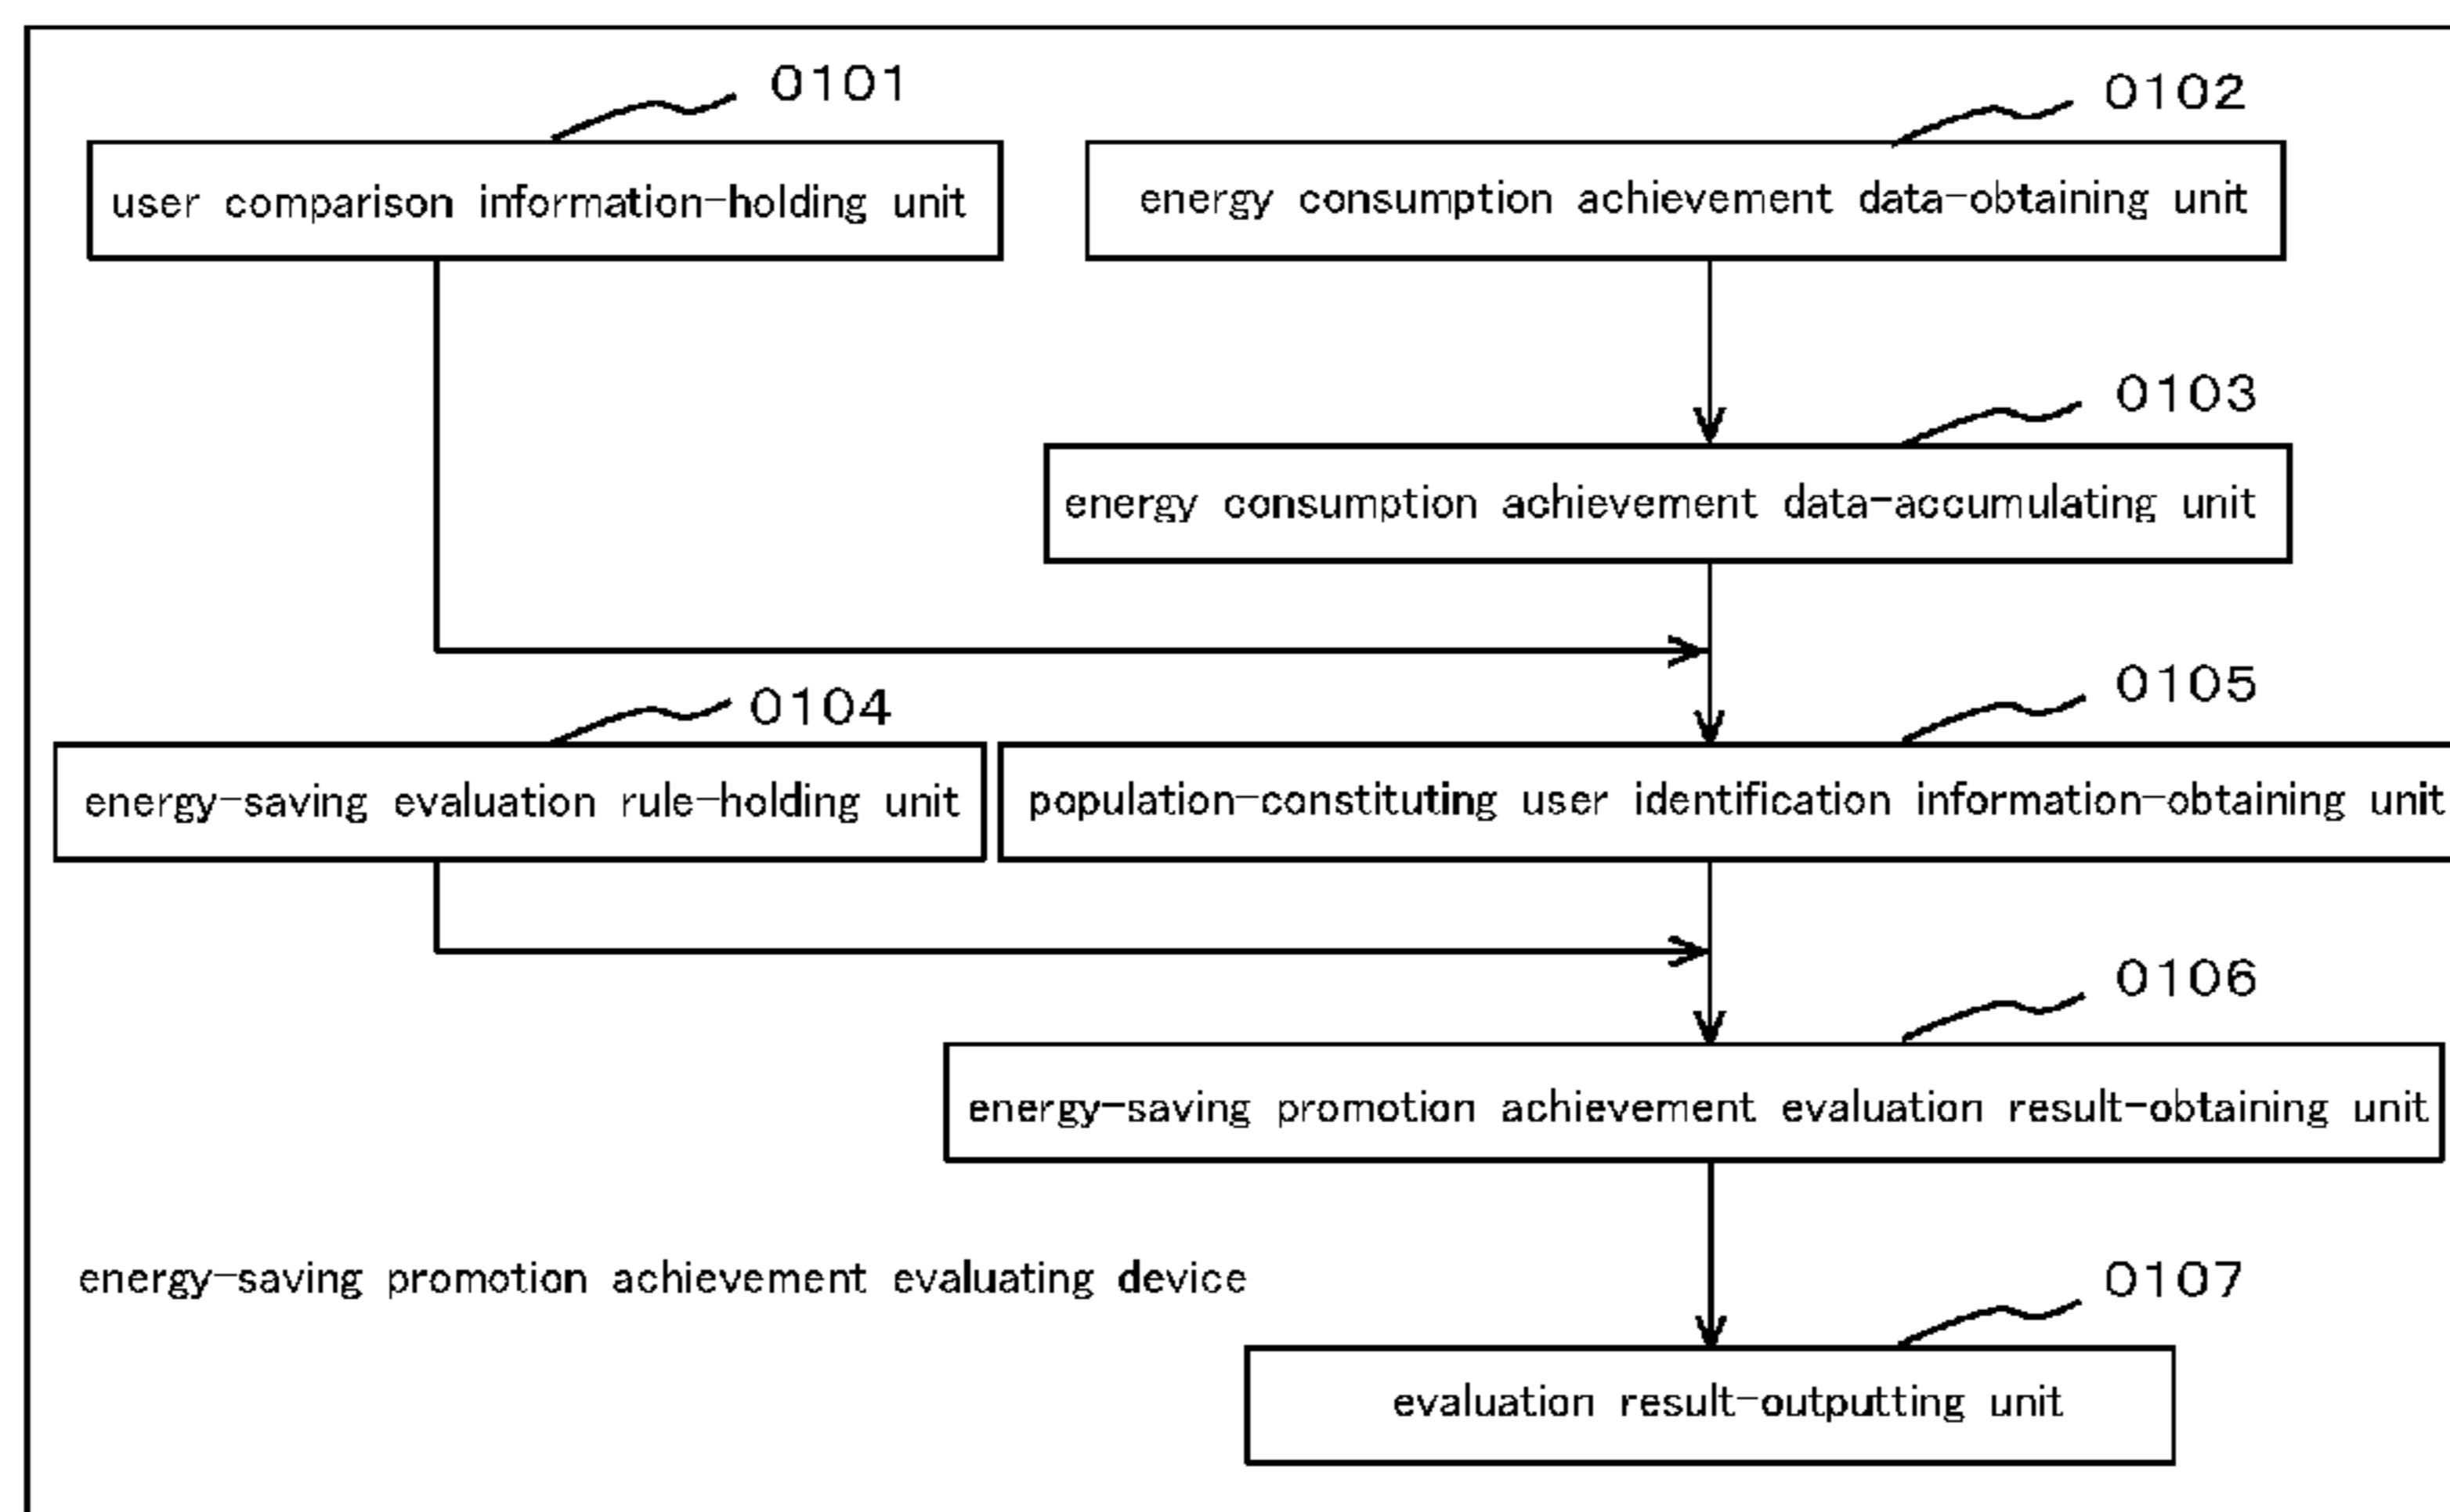 0101
0102
user comparison information-holding unit
energy consumption achievement data-obtaining unit
0103
energy consumption achievement data-accumulating unit
0104
0105
energy-saving evaluation rule-holding unit
population-constituting user identification information-obtaining unit
0106
energy-saving promotion achievement evaluation result-obtaining unit
energy-saving promotion achievement evaluating device
0107
evaluation result-outputting unit